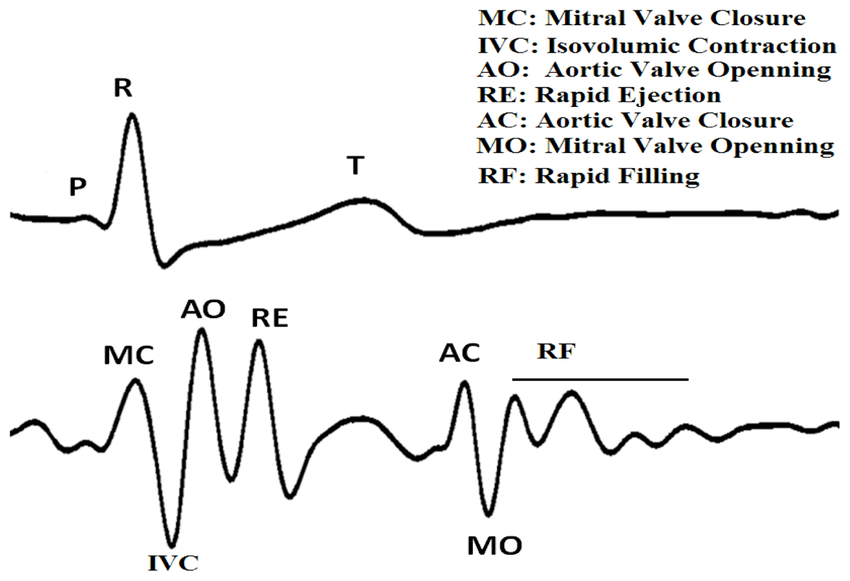 MC: Mitral Valve Closure
IVC: Isovolumic Contraction
AO: Aortic Valve Openning
RE: Rapid Ejection
AC: Aortic Valve Closure
MO: Mitral Valve Openning
RF: Rapid Filling
R
P
T
AO
RE
MC
AC
RF
IVC
MO